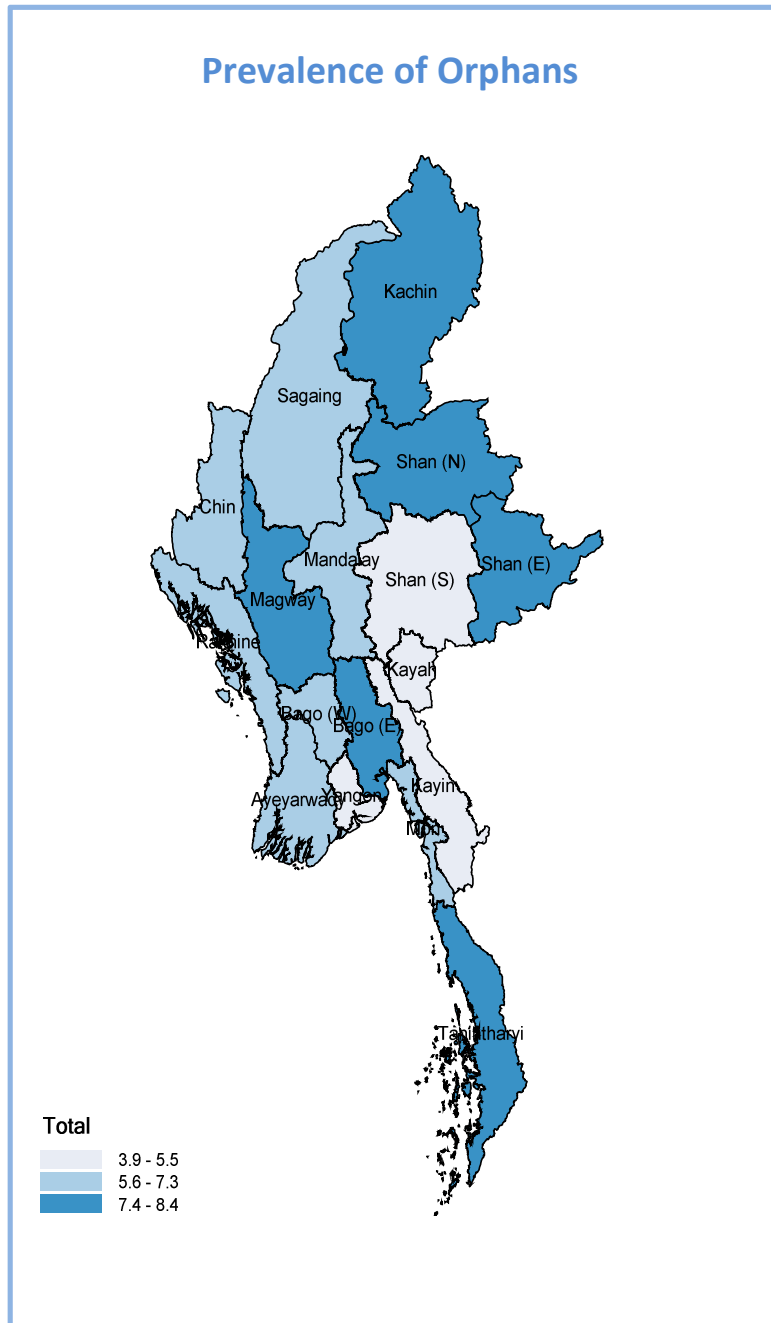 Prevalence of Orphans
Kachin
Sagaing
Shan (N)
Chin
Mandalay
Shan (E)
Shan (S)
Magway
Rakhine
Kayah
Bago (W)
Bago (E)
Kayin
Yangon
Ayeyarwady
Mon
Tanintharyi
Total
3.9 - 5.5
5.6 - 7.3
7.4 - 8.4